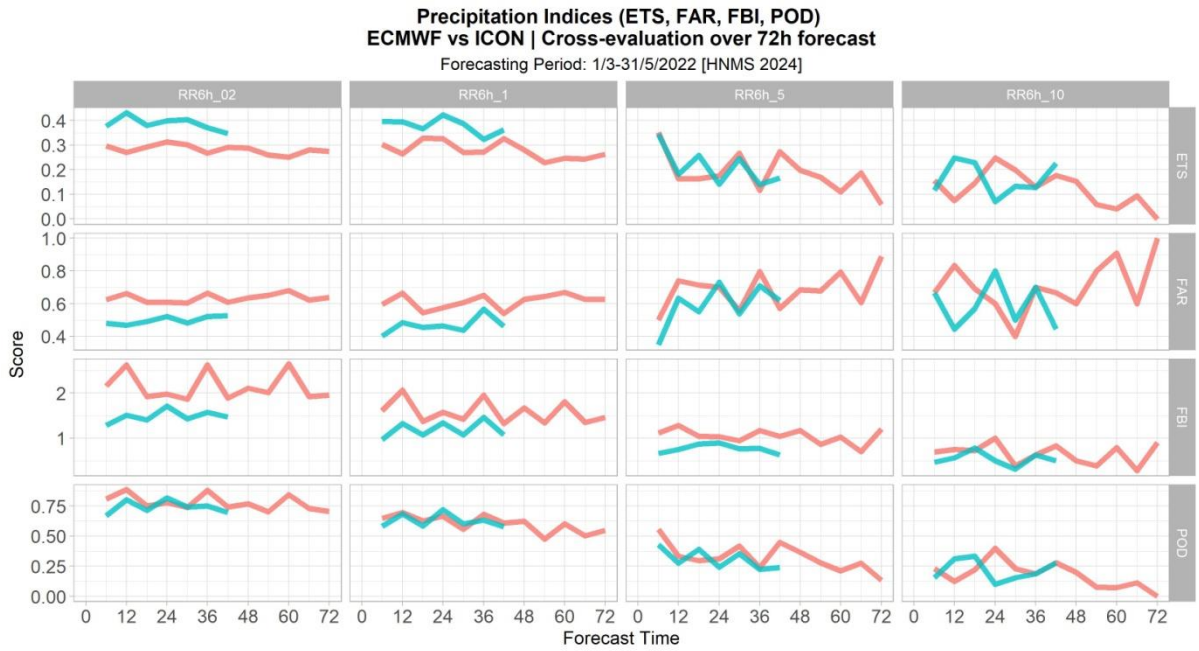 Precipitation Indices (ETS, FAR, FBI, POD)
ECMWF vs ICON | Cross-evaluation over 72h forecast
Forecasting Period: 1/3-31/5/2022 [HNMS 2024]
RR6h_02 RR6h_1 RR6h_5 RR6h_10
0.4
0.3
0.2
0.1
0.0
ETS
1.0
0.8
0.6
0.4
FAR
Score
2
1
FBI
0.75
0.50
0.25
0.00
POD
0 12 24 36 48 60 72 0 12 24 36 48 60 72 0 12 24 36 48 60 72 0 12 24 36 48 60 72
Forecast Time